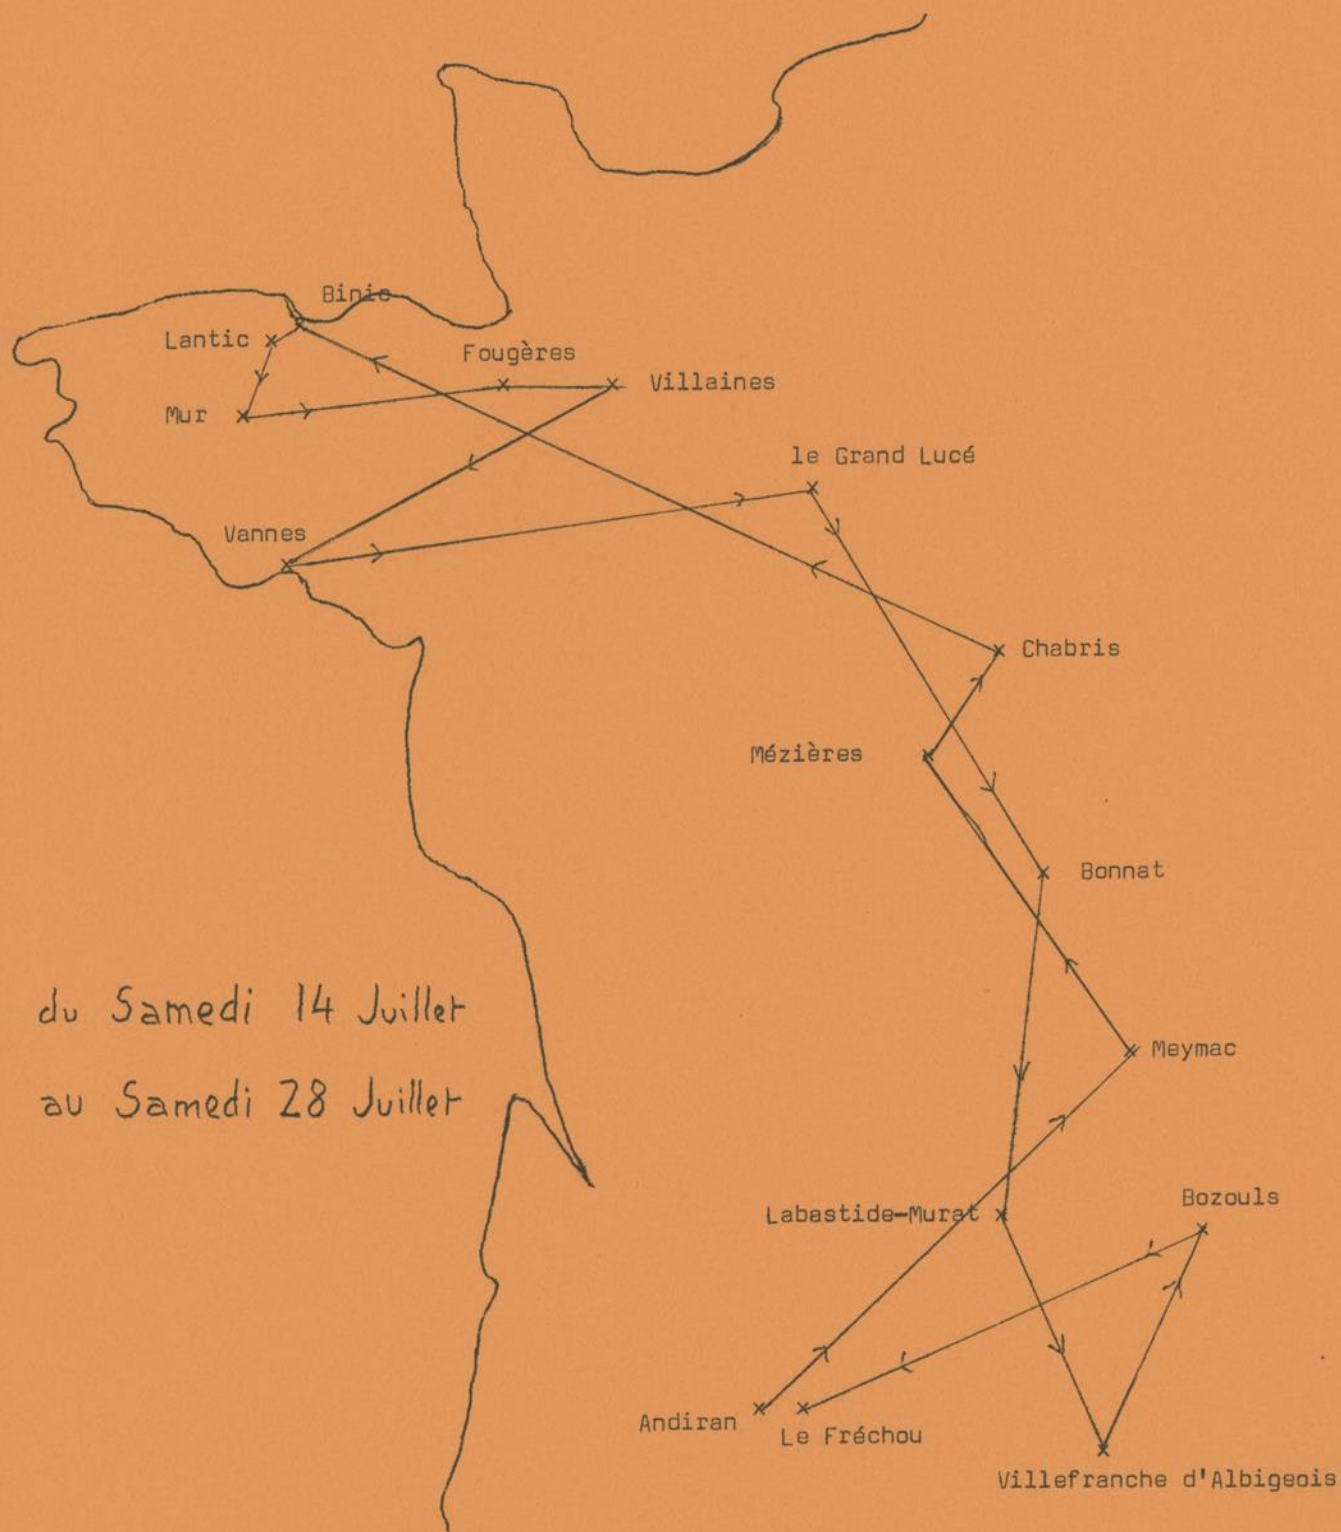 Binic
Lantic
Fougères
Villaines
Mur
le Grand Lucé
Vannes
Chabris
Mézières
Bonnat
du Samedi 14 Juillet
Meymac
au Samedi 28 Juillet
Bozouls
Labastide-Murat
Andiran
Le Fréchou
Villefranche d'Albigeois